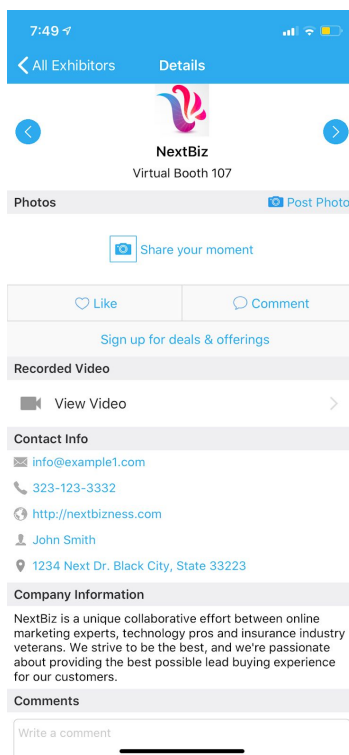 7:49
All Exhibitors Details
NextBiz
Virtual Booth 107
Photos Post Photo
Share your moment
Like Comment
Sign up for deals & offerings
Recorded Video
View Video
Contact Info
info@example1.com
323-123-3332
http://nextbizness.com
John Smith
1234 Next Dr. Black City, State 33223
Company Information
NextBiz is a unique collaborative effort between online
marketing experts, technology pros and insurance industry
veterans. We strive to be the best, and we're passionate
about providing the best possible lead buying experience
for our customers.
Comments
Write a comment